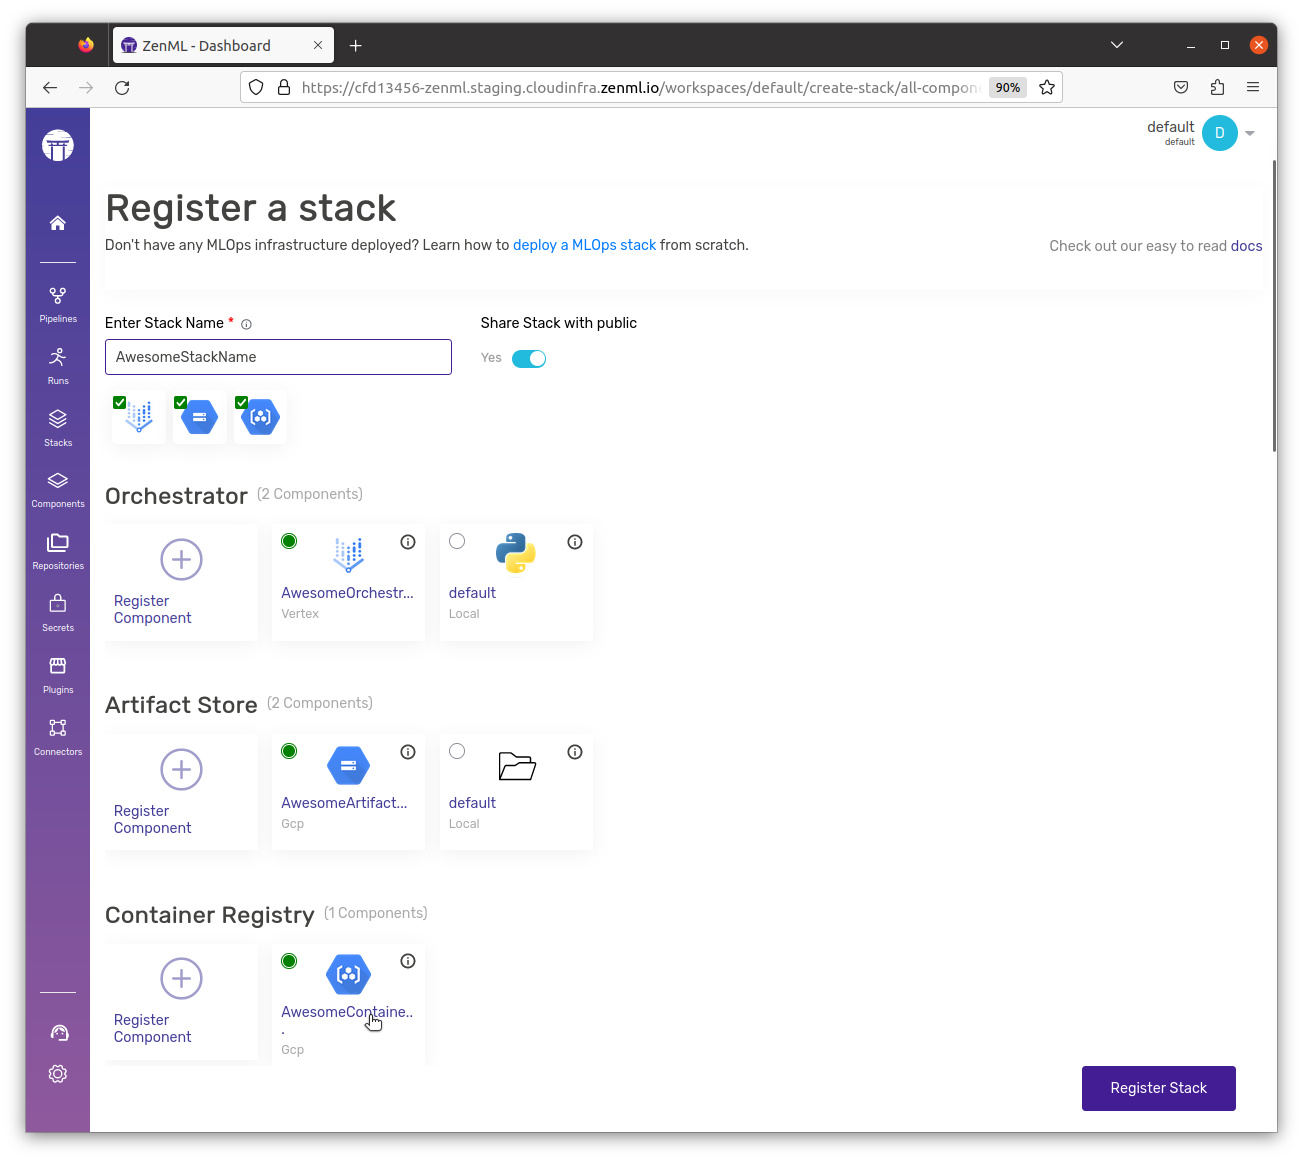 ZenML - Dashboard
https://cfd13456-zenml.staging.cloudinfra.zenml.io/workspaces/default/create-stack/all-compon
90%
default
default
D
Register a stack
Don't have any MLOps infrastructure deployed? Learn how to deploy a MLOps stack from scratch.
Check out our easy to read docs
Enter Stack Name *
Share Stack with public
AwesomeStackName
Yes
Pipelines
Runs
Stacks
Components
Repositories
Secrets
Plugins
Connectors
Orchestrator (2 Components)
Register
Component
AwesomeOrchestr...
Vertex
default
Local
Artifact Store (2 Components)
Register
Component
AwesomeArtifact...
Gcp
default
Local
Container Registry (1 Components)
Register
Component
AwesomeContaine..
.
Gcp
Register Stack